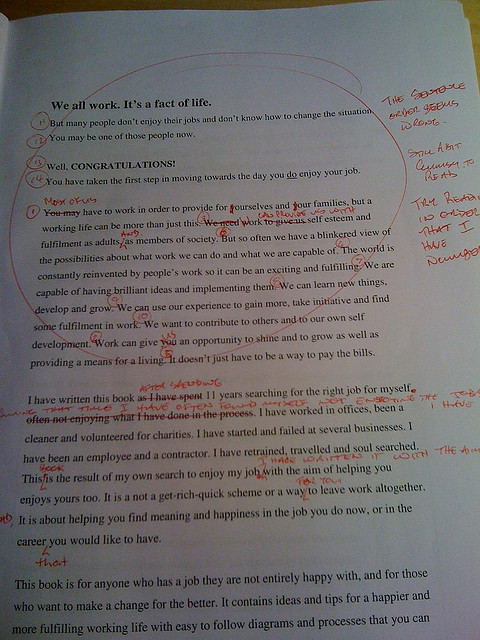 We all work. It's a fact of life.
11 But many people don't enjoy their jobs and don't know how to change the situation
12 You may be one of those people now.
13 Well, CONGRATULATIONS!
14 You have taken the first step in moving towards the day you do enjoy your job.
THE SENTENCE
ORDER SEEMS
WRONG.
STILL A BIT
CLUMSY TO
READ
TRY READING
IN ORDER
THAT I
HAVE
NUMBERED
MOST OF US
1 You may have to work in order to provide for yourselves and your families, but a
CAN PROVIDE US WITH
working life can be more than just this. We need work to give us self esteem and
AND
fulfilment as adults, as members of society. But so often we have a blinkered view of
the possibilities about what work we can do and what we are capable of. The world is
constantly reinvented by people's work so it can be an exciting and fulfilling. We are
capable of having brilliant ideas and implementing them. We can learn new things,
develop and grow. We can use our experience to gain more, take initiative and find
some fulfilment in work. We want to contribute to others and to our own self
US
development. Work can give you an opportunity to shine and to grow as well as
providing a means for a living. It doesn't just have to be a way to pay the bills.
AFTER SPENDING
I have written this book as I have spent 11 years searching for the right job for myself.
THAT TIME I HAVE OFTEN FOUND MYSELF NOT ENJOYING THE JOBS
I HAVE
often not enjoying what I have done in the process. I have worked in offices, been a
cleaner and volunteered for charities. I have started and failed at several businesses. I
have been an employee and a contractor. I have retrained, travelled and soul searched.
BOOK I HAVE WRITTEN IT WITH THE AIM
This is the result of my own search to enjoy my job with the aim of helping you
FOR YOU
enjoys yours too. It is a not a get-rich-quick scheme or a way to leave work altogether.
It is about helping you find meaning and happiness in the job you do now, or in the
career you would like to have.
that
This book is for anyone who has a job they are not entirely happy with, and for those
who want to make a change for the better. It contains ideas and tips for a happier and
more fulfilling working life with easy to follow diagrams and processes that you can